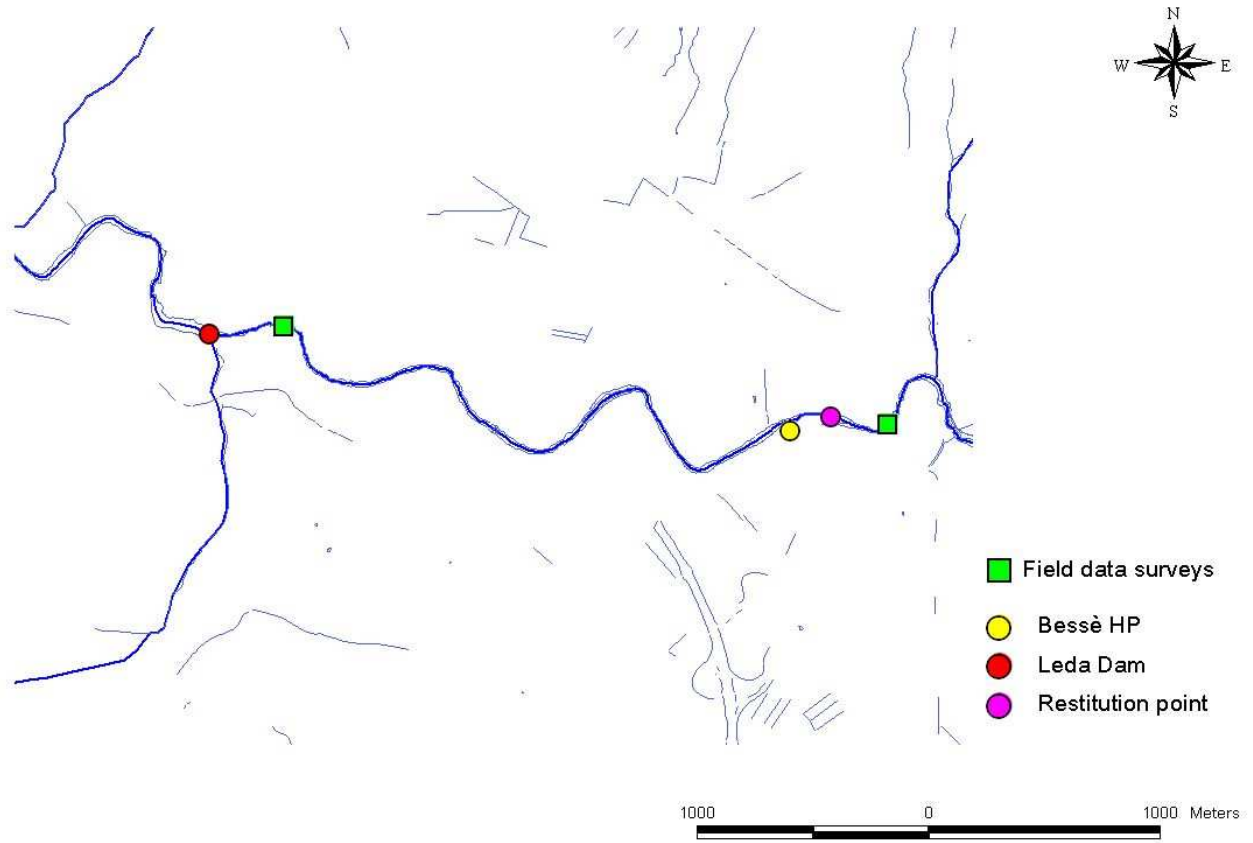 N
W E
S
Field data surveys
Bessè HP
Leda Dam
Restitution point
1000 0 1000 Meters